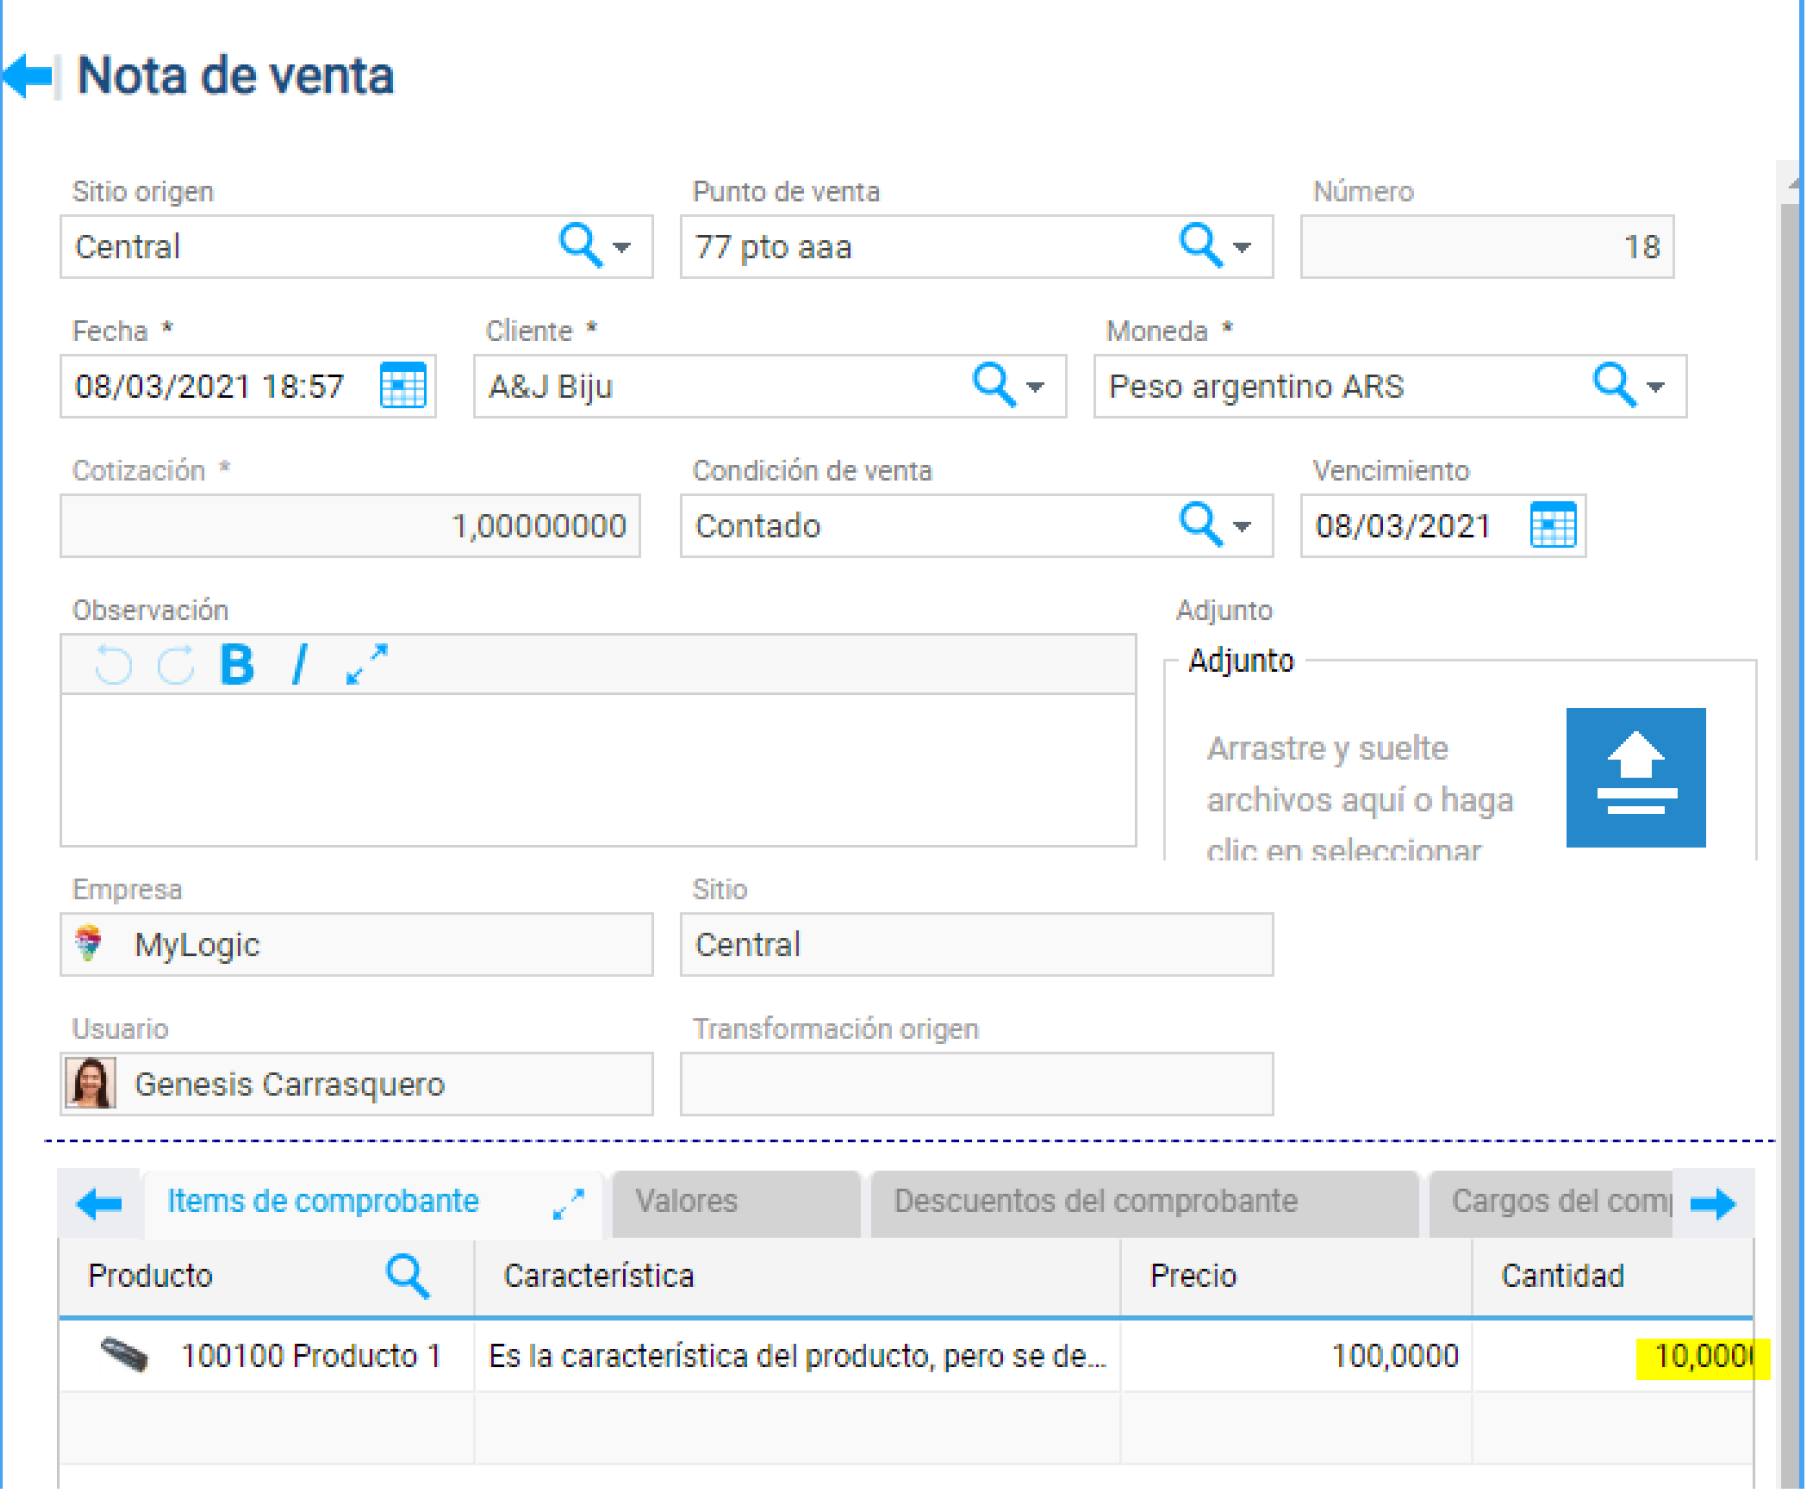 Nota de venta
Sitio origen Punto de venta Número
Central 77 pto aaa 18
Fecha * Cliente * Moneda *
08/03/2021 18:57 A&J Biju Peso argentino ARS
Cotización * Condición de venta Vencimiento
1,00000000 Contado 08/03/2021
Observación Adjunto
B I Adjunto
Arrastre y suelte
archivos aquí o haga
clic en seleccionar
Empresa Sitio
MyLogic Central
Usuario Transformación origen
Genesis Carrasquero
Items de comprobante Valores Descuentos del comprobante Cargos del com
Producto Característica Precio Cantidad
100100 Producto 1 Es la característica del producto, pero se de... 100,0000 10,000